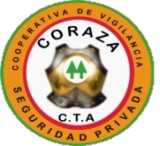 COOPERATIVA DE VIGILANCIA
CORAZA
C.T.A
SEGURIDAD PRIVADA